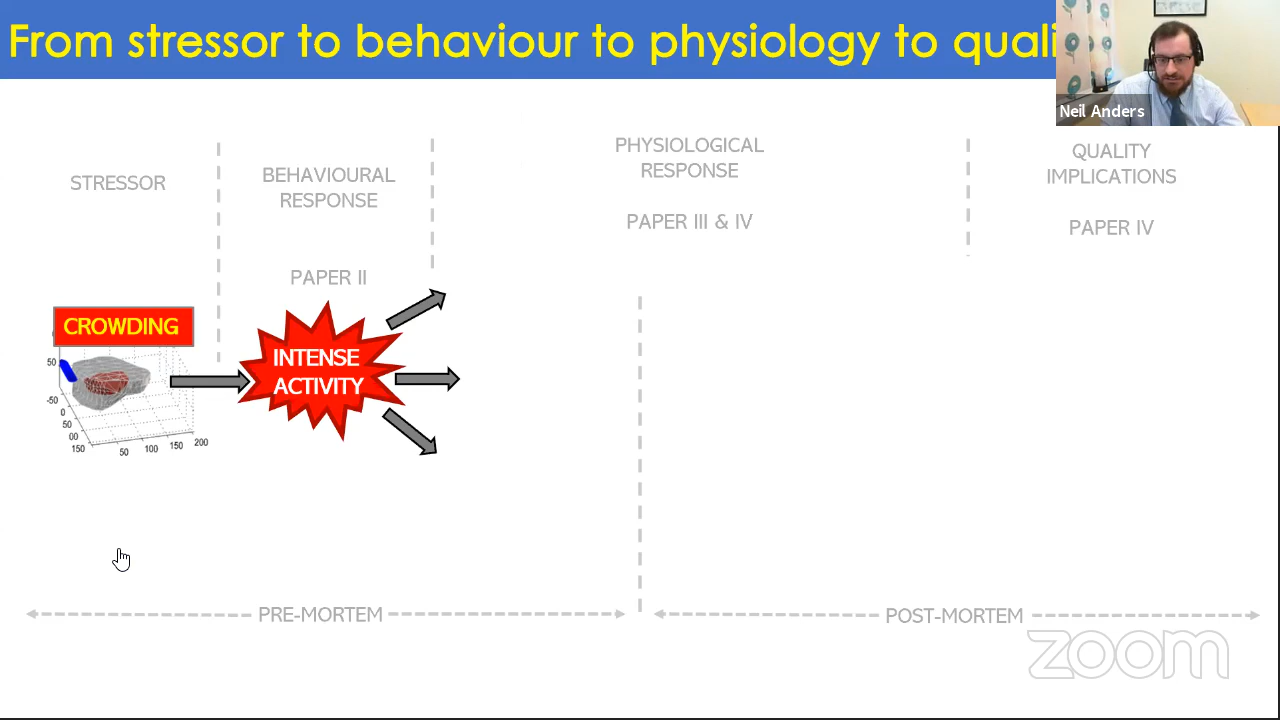 From stressor to behaviour to physiology to quali
Neil Anders
STRESSOR
BEHAVIOURAL
RESPONSE
PAPER II
PHYSIOLOGICAL
RESPONSE
PAPER III & IV
QUALITY
IMPLICATIONS
PAPER IV
CROWDING
50
-50
0
50
00
150
50
100
150
200
INTENSE
ACTIVITY
PRE-MORTEM
POST-MORTEM
zoom